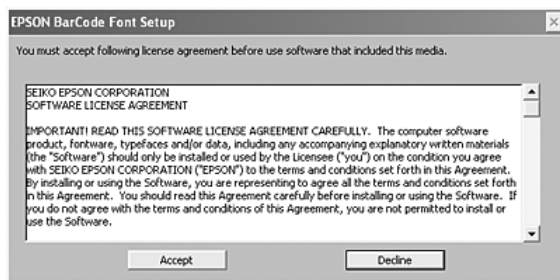 EPSON BarCode Font Setup
You must accept following license agreement before use software that included this media.
SEIKO EPSON CORPORATION
SOFTWARE LICENSE AGREEMENT
IMPORTANT! READ THIS SOFTWARE LICENSE AGREEMENT CAREFULLY. The computer software
product, fontware, typefaces and/or data, including any accompanying explanatory written materials
(the "Software") should only be installed or used by the Licensee ("you") on the condition you agree
with SEIKO EPSON CORPORATION ("EPSON") to the terms and conditions set forth in this Agreement.
By installing or using the Software, you are representing to agree all the terms and conditions set forth
in this Agreement. You should read this Agreement carefully before installing or using the Software. If
you do not agree with the terms and conditions of this Agreement, you are not permitted to install or
use the Software.
Accept
Decline